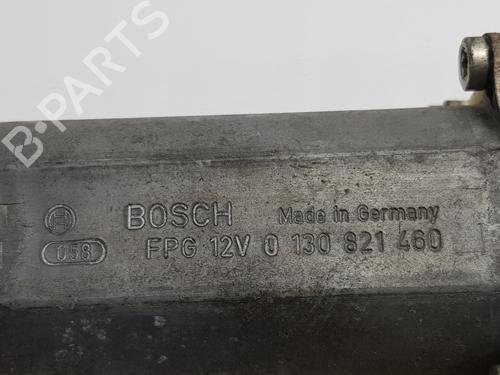 B-PARTS
BOSCH Made in Germany
058 FPG 12V 0 130 821 460